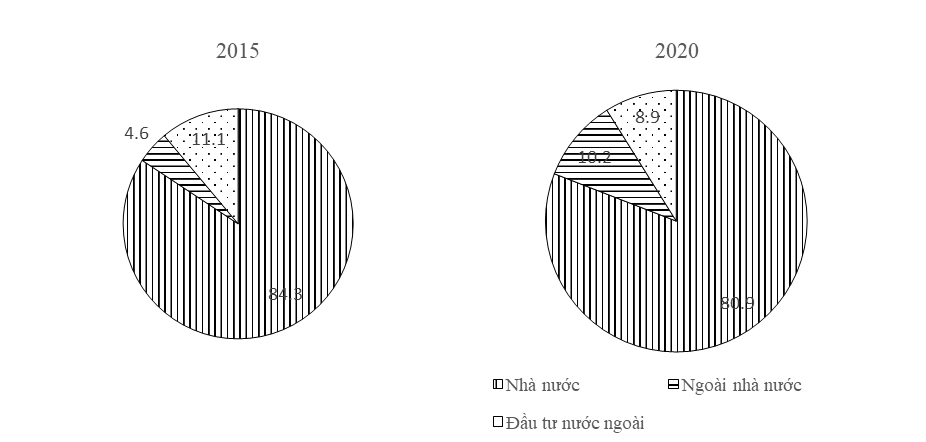 2015
2020
4.6
11.1
84.3
8.9
10.2
80.9
Nhà nước
Ngoài nhà nước
Đầu tư nước ngoài